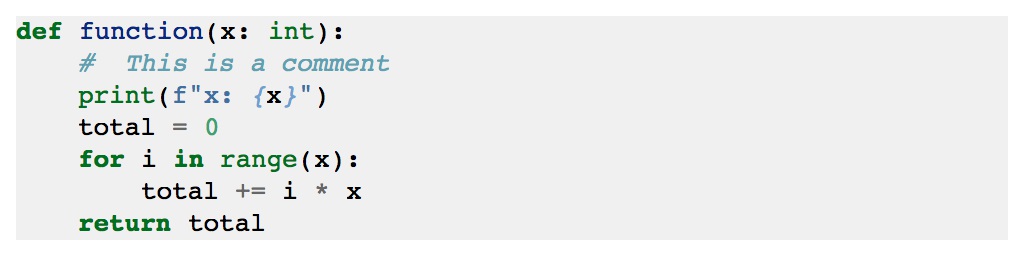 def function(x: int):
    #  This is a comment
    print(f"x: {x}")
    total = 0
    for i in range(x):
        total += i * x
    return total